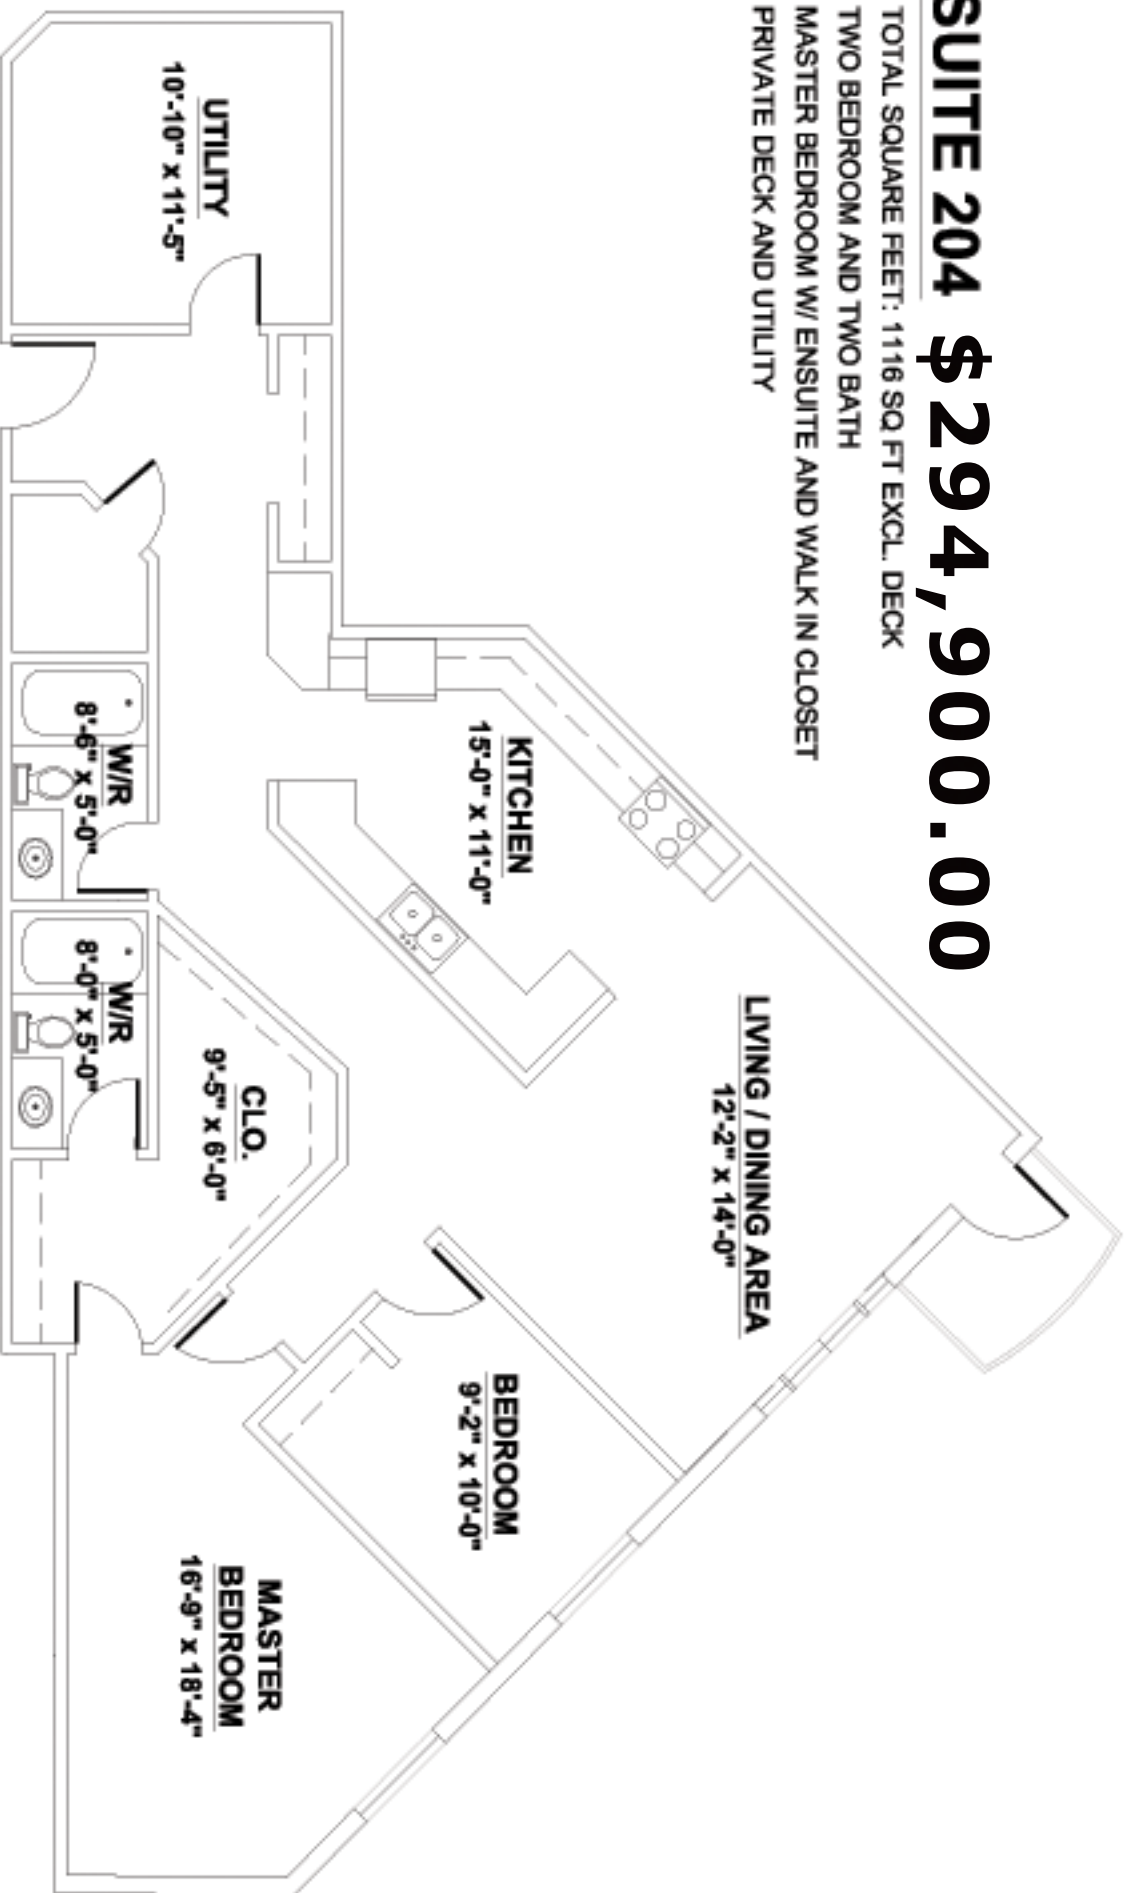 SUITE 204 $294,900.00
TOTAL SQUARE FEET: 1116 SQ FT EXCL. DECK
TWO BEDROOM AND TWO BATH
MASTER BEDROOM W/ ENSUITE AND WALK IN CLOSET
PRIVATE DECK AND UTILITY
UTILITY
10'-10" x 11'-5"
KITCHEN
15'-0" x 11'-0"
LIVING / DINING AREA
12'-2" x 14'-0"
W/R
8'-6" x 5'-0"
W/R
8'-0" x 5'-0"
CLO.
9'-5" x 6'-0"
BEDROOM
9'-2" x 10'-0"
MASTER
BEDROOM
16'-9" x 18'-4"